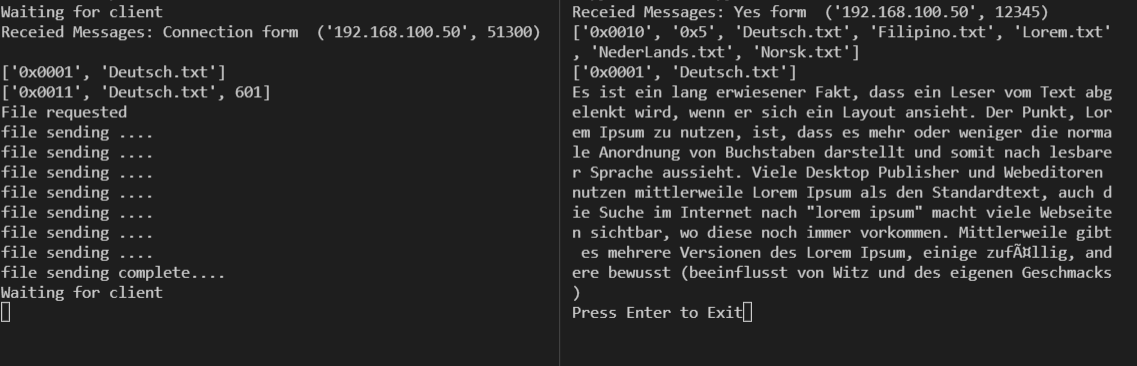 Waiting for client
Receied Messages: Connection form  ('192.168.100.50', 51300)
['0x0001', 'Deutsch.txt']
['0x0011', 'Deutsch.txt', 601]
File requested
file sending ....
file sending ....
file sending ....
file sending ....
file sending ....
file sending ....
file sending ....
file sending complete....
Waiting for client
Receied Messages: Yes form  ('192.168.100.50', 12345)
['0x0010', '0x5', 'Deutsch.txt', 'Filipino.txt', 'Lorem.txt'
, 'NederLands.txt', 'Norsk.txt']
['0x0001', 'Deutsch.txt']
Es ist ein lang erwiesener Fakt, dass ein Leser vom Text abg
elenkt wird, wenn er sich ein Layout ansieht. Der Punkt, Lor
em Ipsum zu nutzen, ist, dass es mehr oder weniger die norma
le Anordnung von Buchstaben darstellt und somit nach lesbare
r Sprache aussieht. Viele Desktop Publisher und Webeditoren
nutzen mittlerweile Lorem Ipsum als den Standardtext, auch d
ie Suche im Internet nach "lorem ipsum" macht viele Webseite
n sichtbar, wo diese noch immer vorkommen. Mittlerweile gibt
 es mehrere Versionen des Lorem Ipsum, einige zufÃ¤llig, and
ere bewusst (beeinflusst von Witz und des eigenen Geschmacks
)
Press Enter to Exit